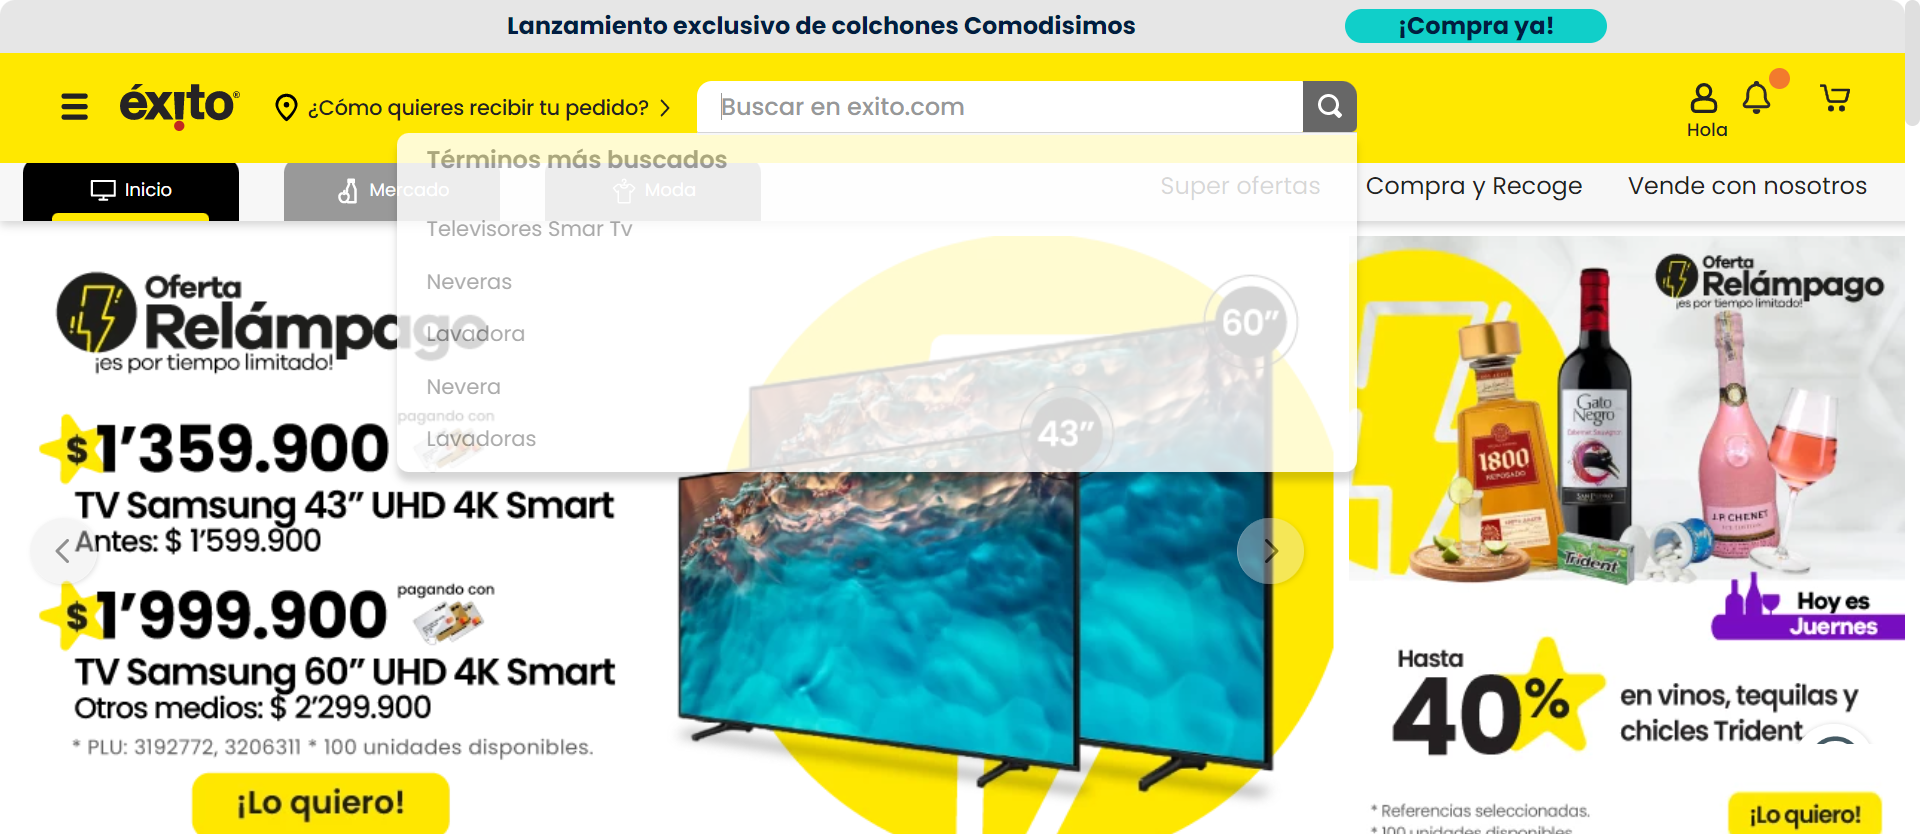 Lanzamiento exclusivo de colchones Comodisimos
¡Compra ya!
éxito®
¿Cómo quieres recibir tu pedido?
Buscar en exito.com
Hola
Términos más buscados
Inicio
Mercado
Moda
Super ofertas
Compra y Recoge
Vende con nosotros
Televisores Smar Tv
Neveras
Lavadora
Nevera
Lavadoras
Oferta
Relámpago
¡es por tiempo limitado!
$1'359.900
pagando con
TV Samsung 43” UHD 4K Smart
Antes: $ 1'599.900
$1'999.900
pagando con
TV Samsung 60” UHD 4K Smart
Otros medios: $ 2'299.900
* PLU: 3192772, 3206311 * 100 unidades disponibles.
¡Lo quiero!
60”
43”
Oferta
Relámpago
¡es por tiempo limitado!
1800
REPOSADO
Gato
Negro
Cabernet Sauvignon
SAN PEDRO
J.P. CHENET
Trident
Hoy es
Juernes
Hasta
40%
en vinos, tequilas y
chicles Trident
* Referencias seleccionadas.
* 100 unidades disponibles.
¡Lo quiero!